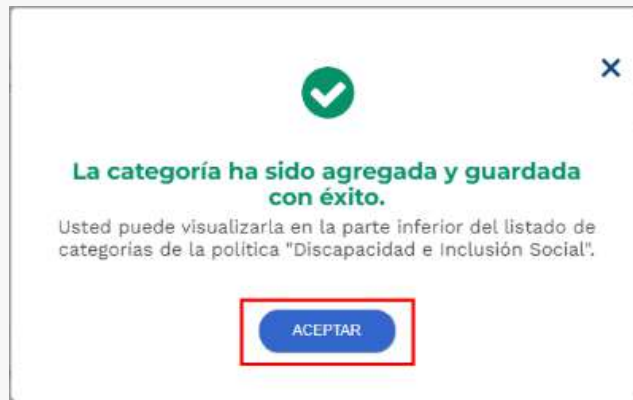 La categoría ha sido agregada y guardada
con éxito.
Usted puede visualizarla en la parte inferior del listado de
categorías de la política "Discapacidad e Inclusión Social".
ACEPTAR